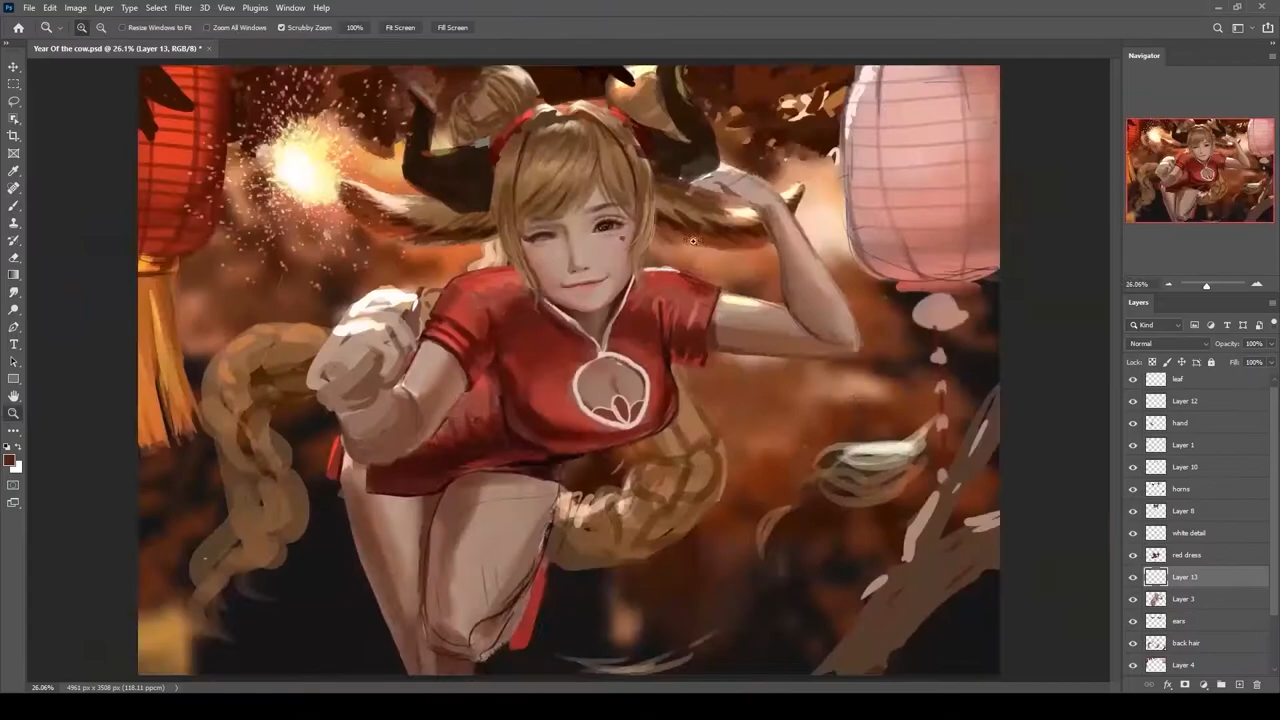 Ps File Edit Image Layer Type Select Filter 3D View Plugins Window Help
Resize Windows to Fit Zoom All Windows Scrubby Zoom 100% Fit Screen Fill Screen
Year Of the cow.psd @ 26.1% (Layer 13, RGB/8) *
Navigator
26.06%
Layers
Kind
Normal Opacity: 100%
Lock: Fill: 100%
leaf
Layer 12
hand
Layer 1
Layer 10
horns
Layer 8
white detail
red dress
Layer 13
Layer 3
ears
back hair
Layer 4
26.06% 4961 px x 3508 px (118.11 ppcm)